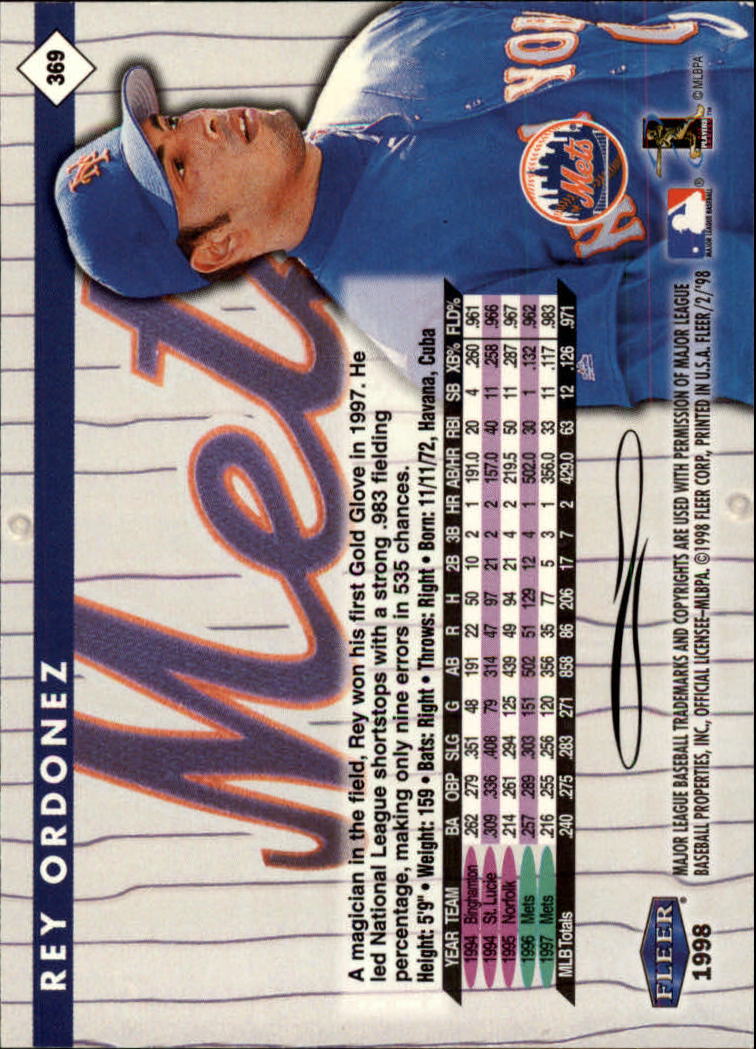 REY ORDONEZ
369
Mets
A magician in the field, Rey won his first Gold Glove in 1997. He
led National League shortstops with a strong .983 fielding
percentage, making only nine errors in 535 chances.
Height: 5'9" • Weight: 159 • Bats: Right • Throws: Right • Born: 11/11/72, Havana, Cuba
YEAR TEAM BA OBP SLG G AB R H 2B 3B HR AB/HR RBI SB XB% FLD%
1994 Binghamton .262 .279 .351 48 191 22 50 10 2 1 191.0 20 4 .260 .961
1994 St. Lucie .309 .336 .408 79 314 47 97 21 2 2 157.0 40 11 .258 .966
1995 Norfolk .214 .261 .294 125 439 49 94 21 4 2 219.5 50 11 .287 .967
1996 Mets .257 .289 .303 151 502 51 129 12 4 1 502.0 30 1 .132 .962
1997 Mets .216 .255 .256 120 356 35 77 5 3 1 356.0 33 11 .117 .983
MLB Totals .240 .275 .283 271 858 86 206 17 7 2 429.0 63 12 .126 .971
FLEER®
1998
MAJOR LEAGUE BASEBALL TRADEMARKS AND COPYRIGHTS ARE USED WITH PERMISSION OF MAJOR LEAGUE
BASEBALL PROPERTIES, INC., OFFICIAL LICENSEE–MLBPA. ©1998 FLEER CORP., PRINTED IN U.S.A. FLEER/2/'98
Mets
NY
MAJOR LEAGUE BASEBALL
®
PLAYERS
™
© MLBPA